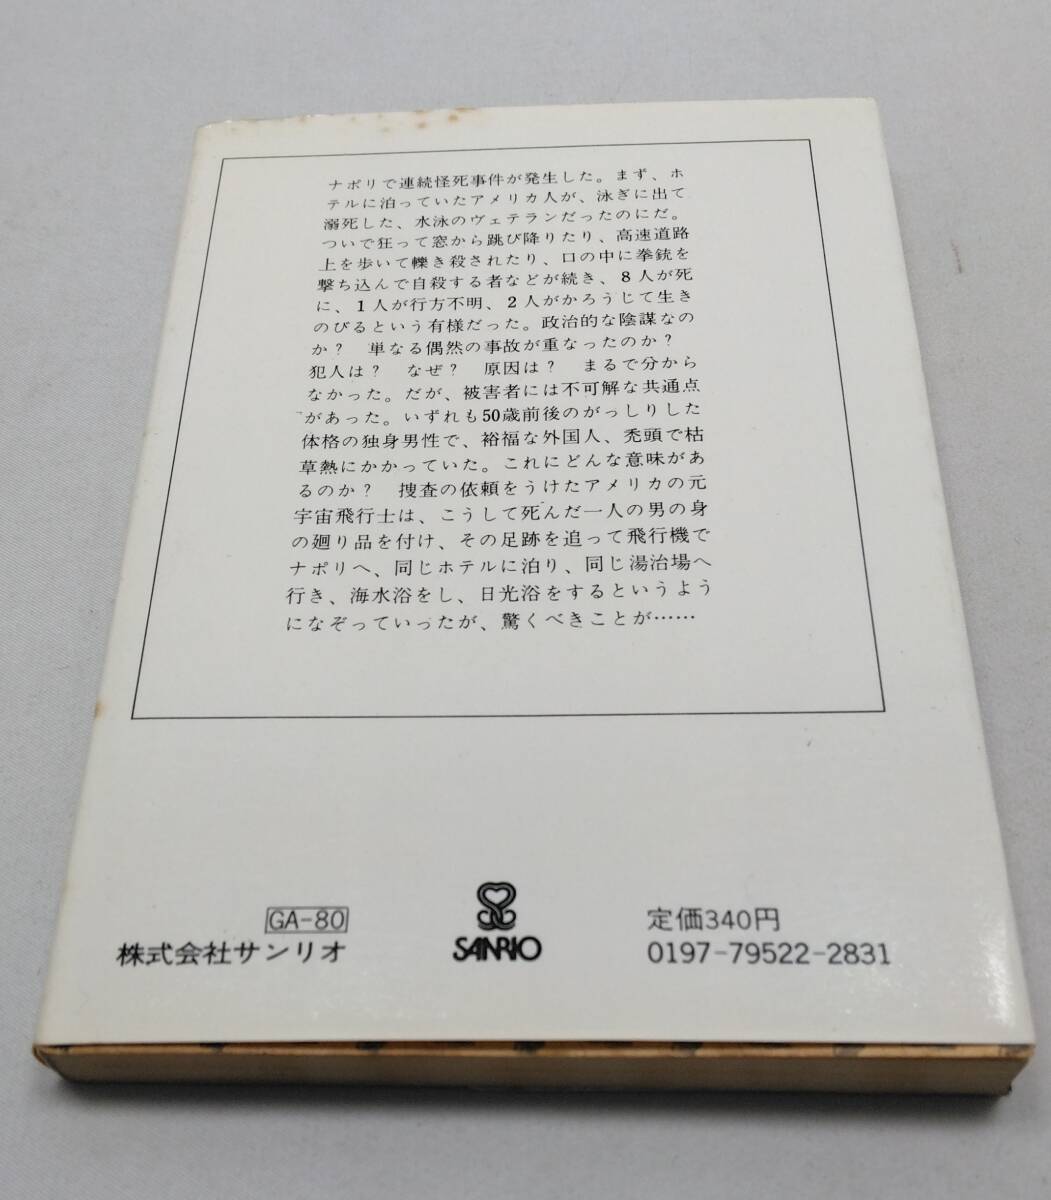 ナポリで連続怪死事件が発生した。まず、ホ
テルに泊っていたアメリカ人が、泳ぎに出て
溺死した、水泳のヴェテランだったのにだ。
ついで狂って窓から跳び降りたり、高速道路
上を歩いて轢き殺されたり、口の中に拳銃を
撃ち込んで自殺する者などが続き、8人が死
に、1人が行方不明、2人がかろうじて生き
のびるという有様だった。政治的な陰謀なの
か？　単なる偶然の事故が重なったのか？
犯人は？　なぜ？　原因は？　まるで分から
なかった。だが、被害者には不可解な共通点
があった。いずれも50歳前後のがっしりした
体格の独身男性で、裕福な外国人、禿頭で枯
草熱にかかっていた。これにどんな意味があ
るのか？　捜査の依頼をうけたアメリカの元
宇宙飛行士は、こうして死んだ一人の男の身
の廻り品を付け、その足跡を追って飛行機で
ナポリへ、同じホテルに泊り、同じ湯治場へ
行き、海水浴をし、日光浴をするというよう
になぞっていったが、驚くべきことが……
GA-80
株式会社サンリオ
SANRIO
定価340円
0197-79522-2831